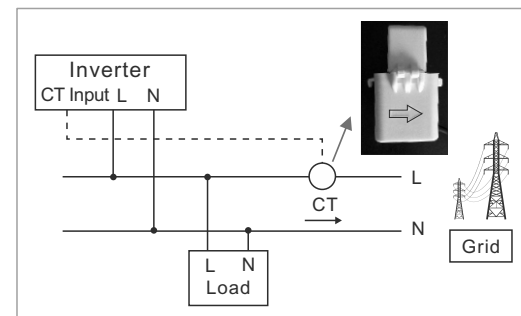 Inverter
CT Input L N
L
CT
N
L N
Load
Grid